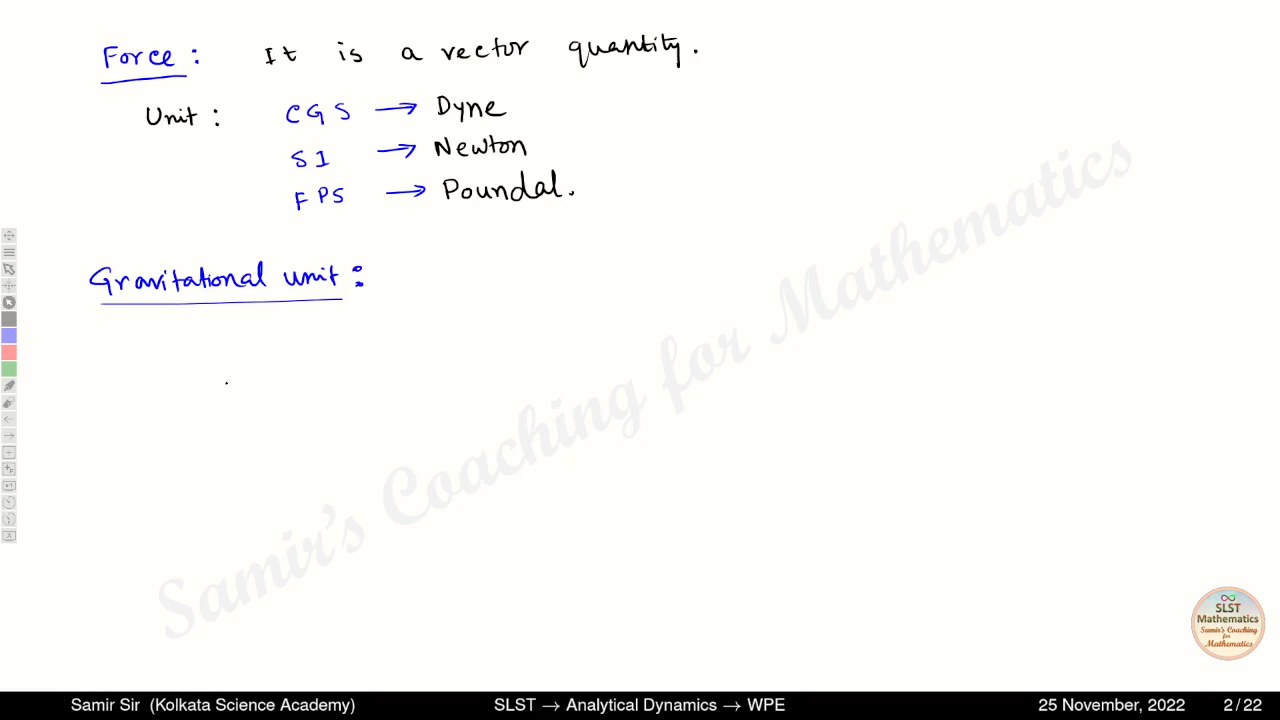 Force : It is a vector quantity.
Unit : CGS → Dyne
SI → Newton
FPS → Poundal.
Gravitational unit :
Samir's Coaching for Mathematics
∞
SLST
Mathematics
Samir's Coaching
for
Mathematics
Samir Sir (Kolkata Science Academy) SLST → Analytical Dynamics → WPE 25 November, 2022 2 / 22